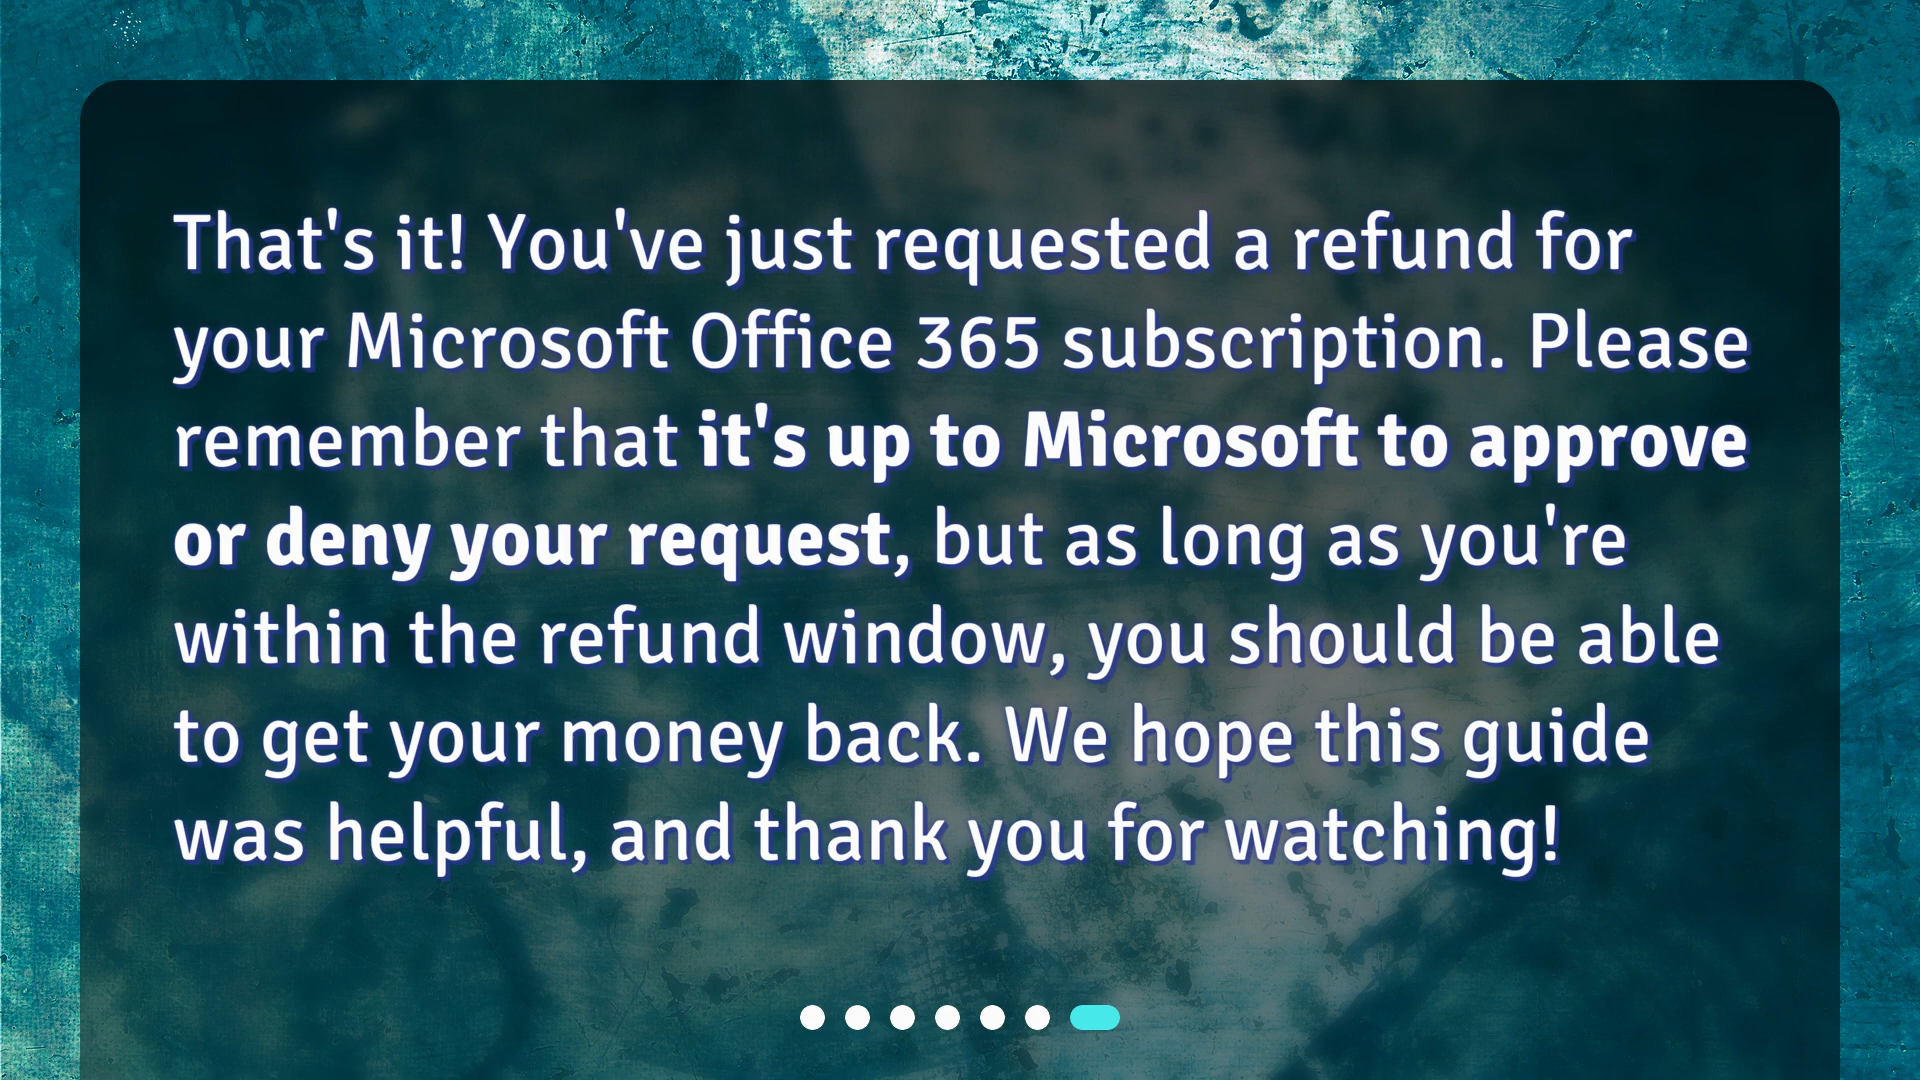 That's it! You've just requested a refund for
your Microsoft Office 365 subscription. Please
remember that it's up to Microsoft to approve
or deny your request, but as long as you're
within the refund window, you should be able
to get your money back. We hope this guide
was helpful, and thank you for watching!